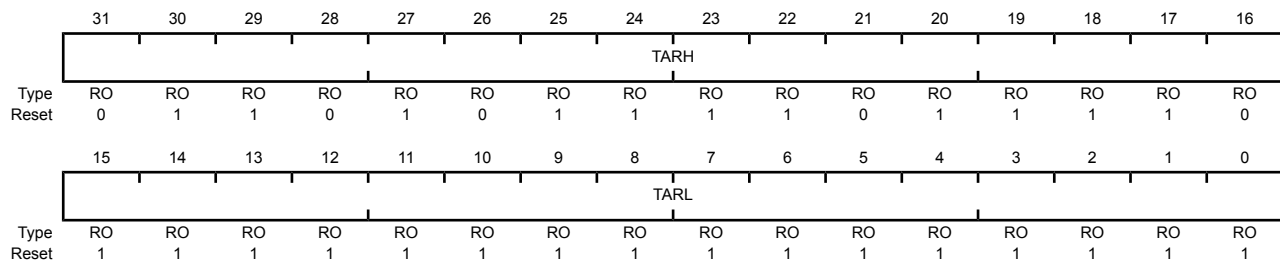 31 30 29 28 27 26 25 24 23 22 21 20 19 18 17 16
TARH
Type RO RO RO RO RO RO RO RO RO RO RO RO RO RO RO RO
Reset 0 1 1 0 1 0 1 1 1 1 0 1 1 1 1 0
15 14 13 12 11 10 9 8 7 6 5 4 3 2 1 0
TARL
Type RO RO RO RO RO RO RO RO RO RO RO RO RO RO RO RO
Reset 1 1 1 1 1 1 1 1 1 1 1 1 1 1 1 1